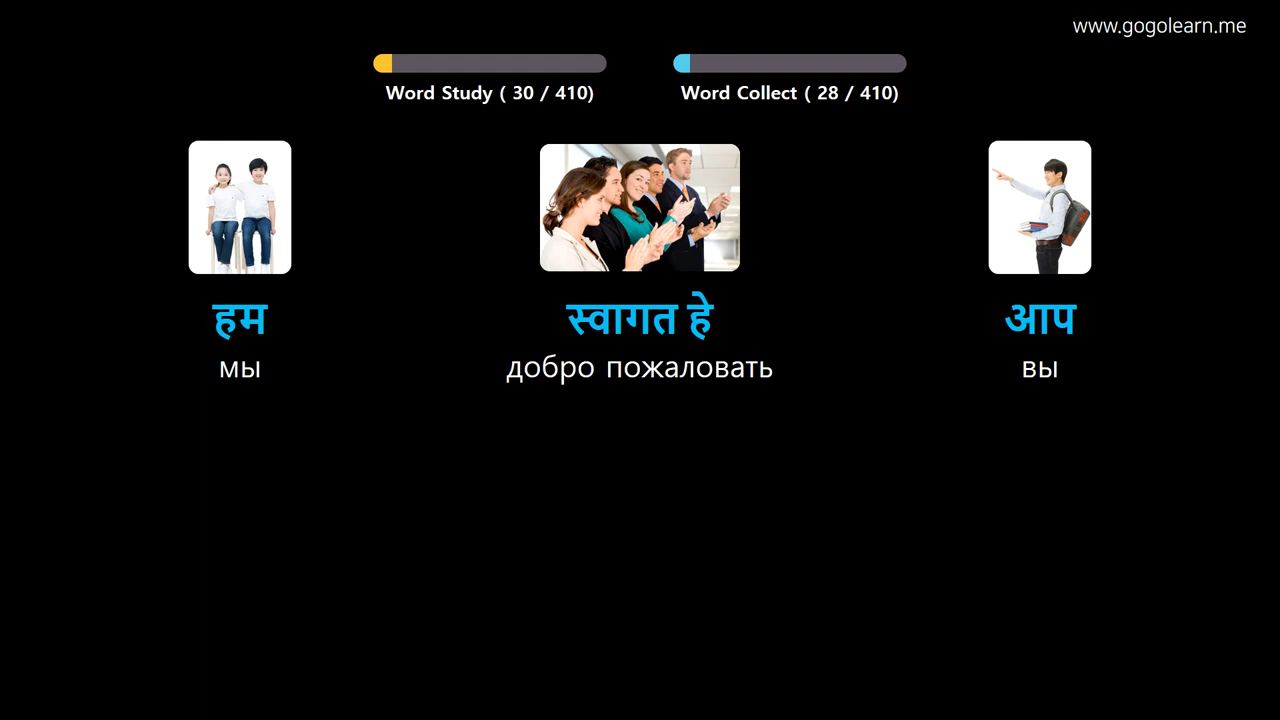 www.gogolearn.me
Word Study ( 30 / 410)
Word Collect ( 28 / 410)
हम
स्वागत हे
आप
мы
добро пожаловать
вы